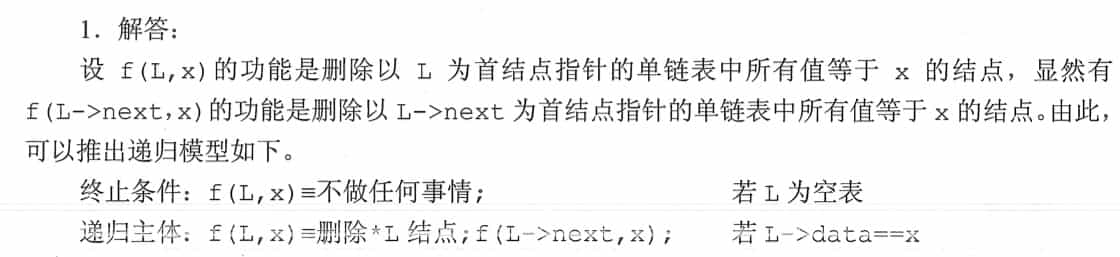 1. 解答:
设 f(L,x)的功能是删除以 L 为首结点指针的单链表中所有值等于 x 的结点，显然有
f(L->next,x)的功能是删除以 L->next 为首结点指针的单链表中所有值等于 x 的结点。由此，
可以推出递归模型如下。
终止条件: f(L,x)≡不做任何事情; 若 L 为空表
递归主体: f(L,x)≡删除*L 结点;f(L->next,x); 若 L->data==x